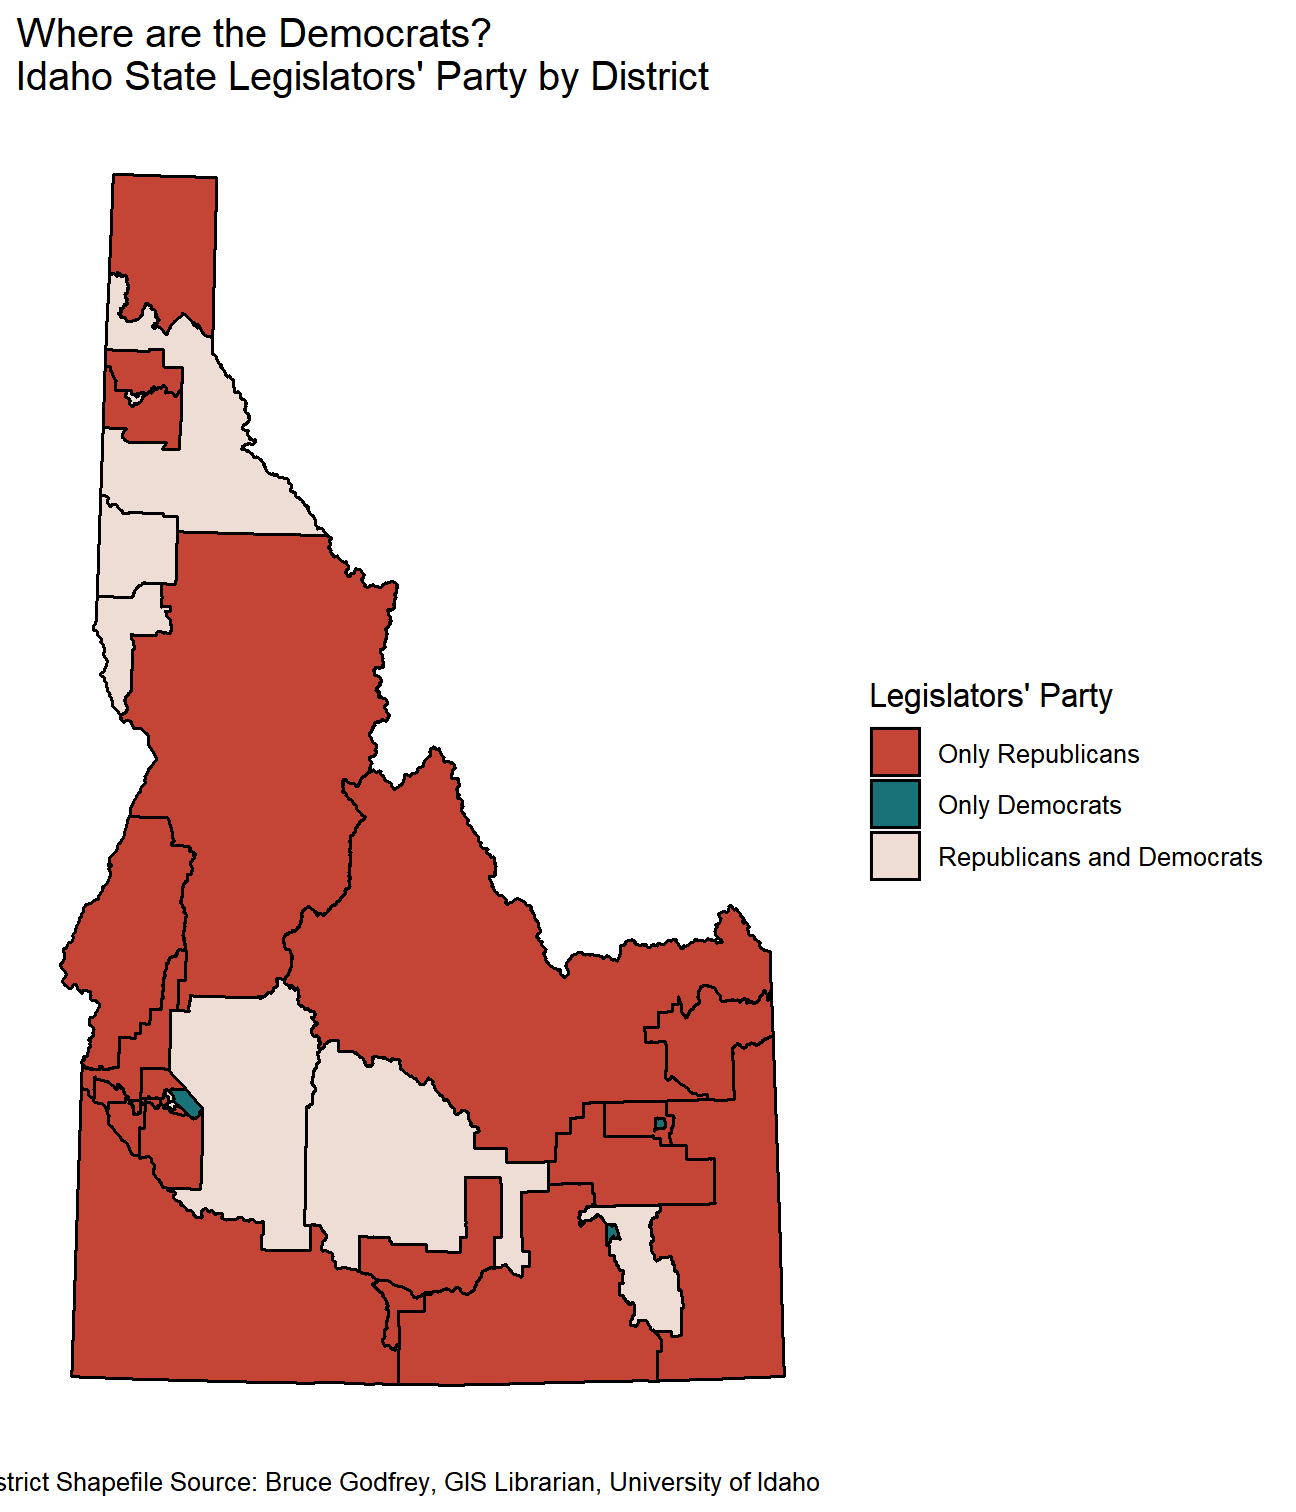 Where are the Democrats?
Idaho State Legislators' Party by District
Legislators' Party
Only Republicans
Only Democrats
Republicans and Democrats
Shapefile Source: Bruce Godfrey, GIS Librarian, University of Idaho